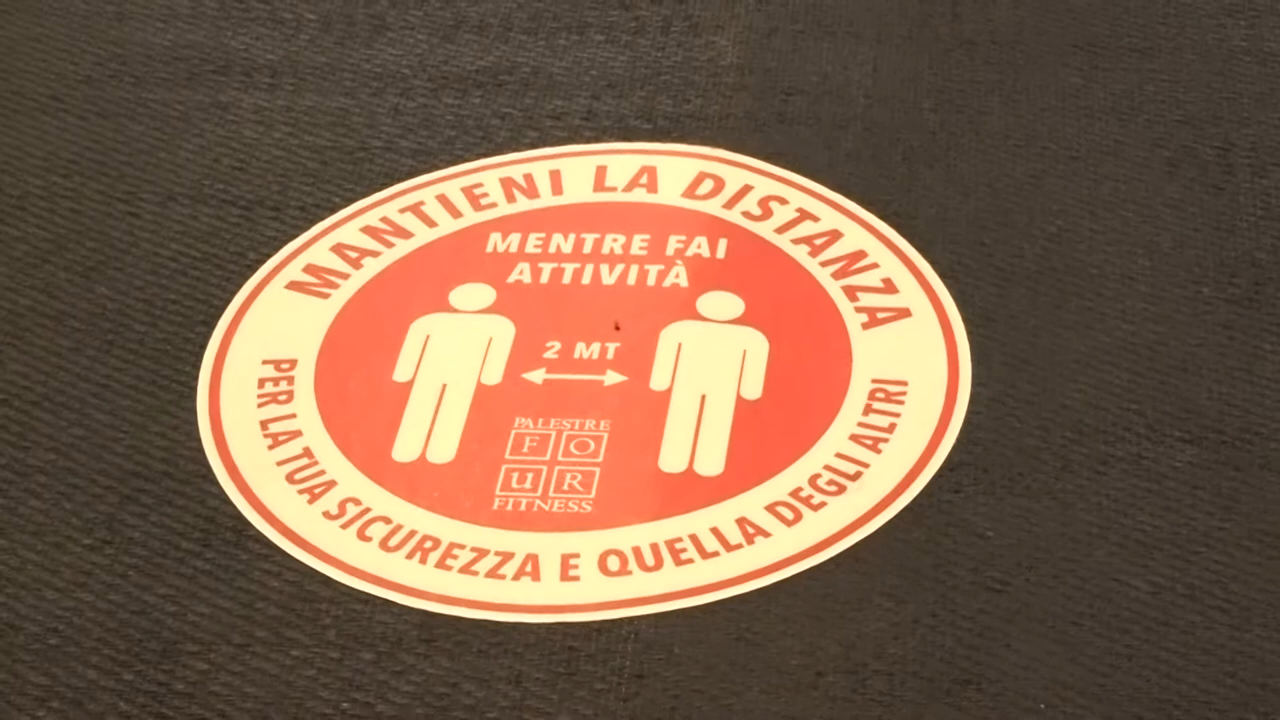 MANTIENI LA DISTANZA
MENTRE FAI
ATTIVITÀ
2 MT
PALESTRE
F O
U R
FITNESS
PER LA TUA SICUREZZA E QUELLA DEGLI ALTRI